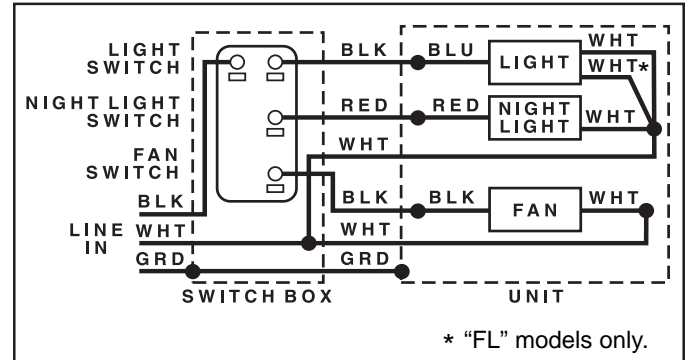 LIGHT SWITCH
BLK
BLU
LIGHT
WHT
WHT*
NIGHT LIGHT SWITCH
RED
RED
NIGHT LIGHT
WHT
WHT
FAN SWITCH
BLK
BLK
BLK
FAN
WHT
LINE IN
WHT
WHT
GRD
GRD
SWITCH BOX
UNIT
* “FL” models only.